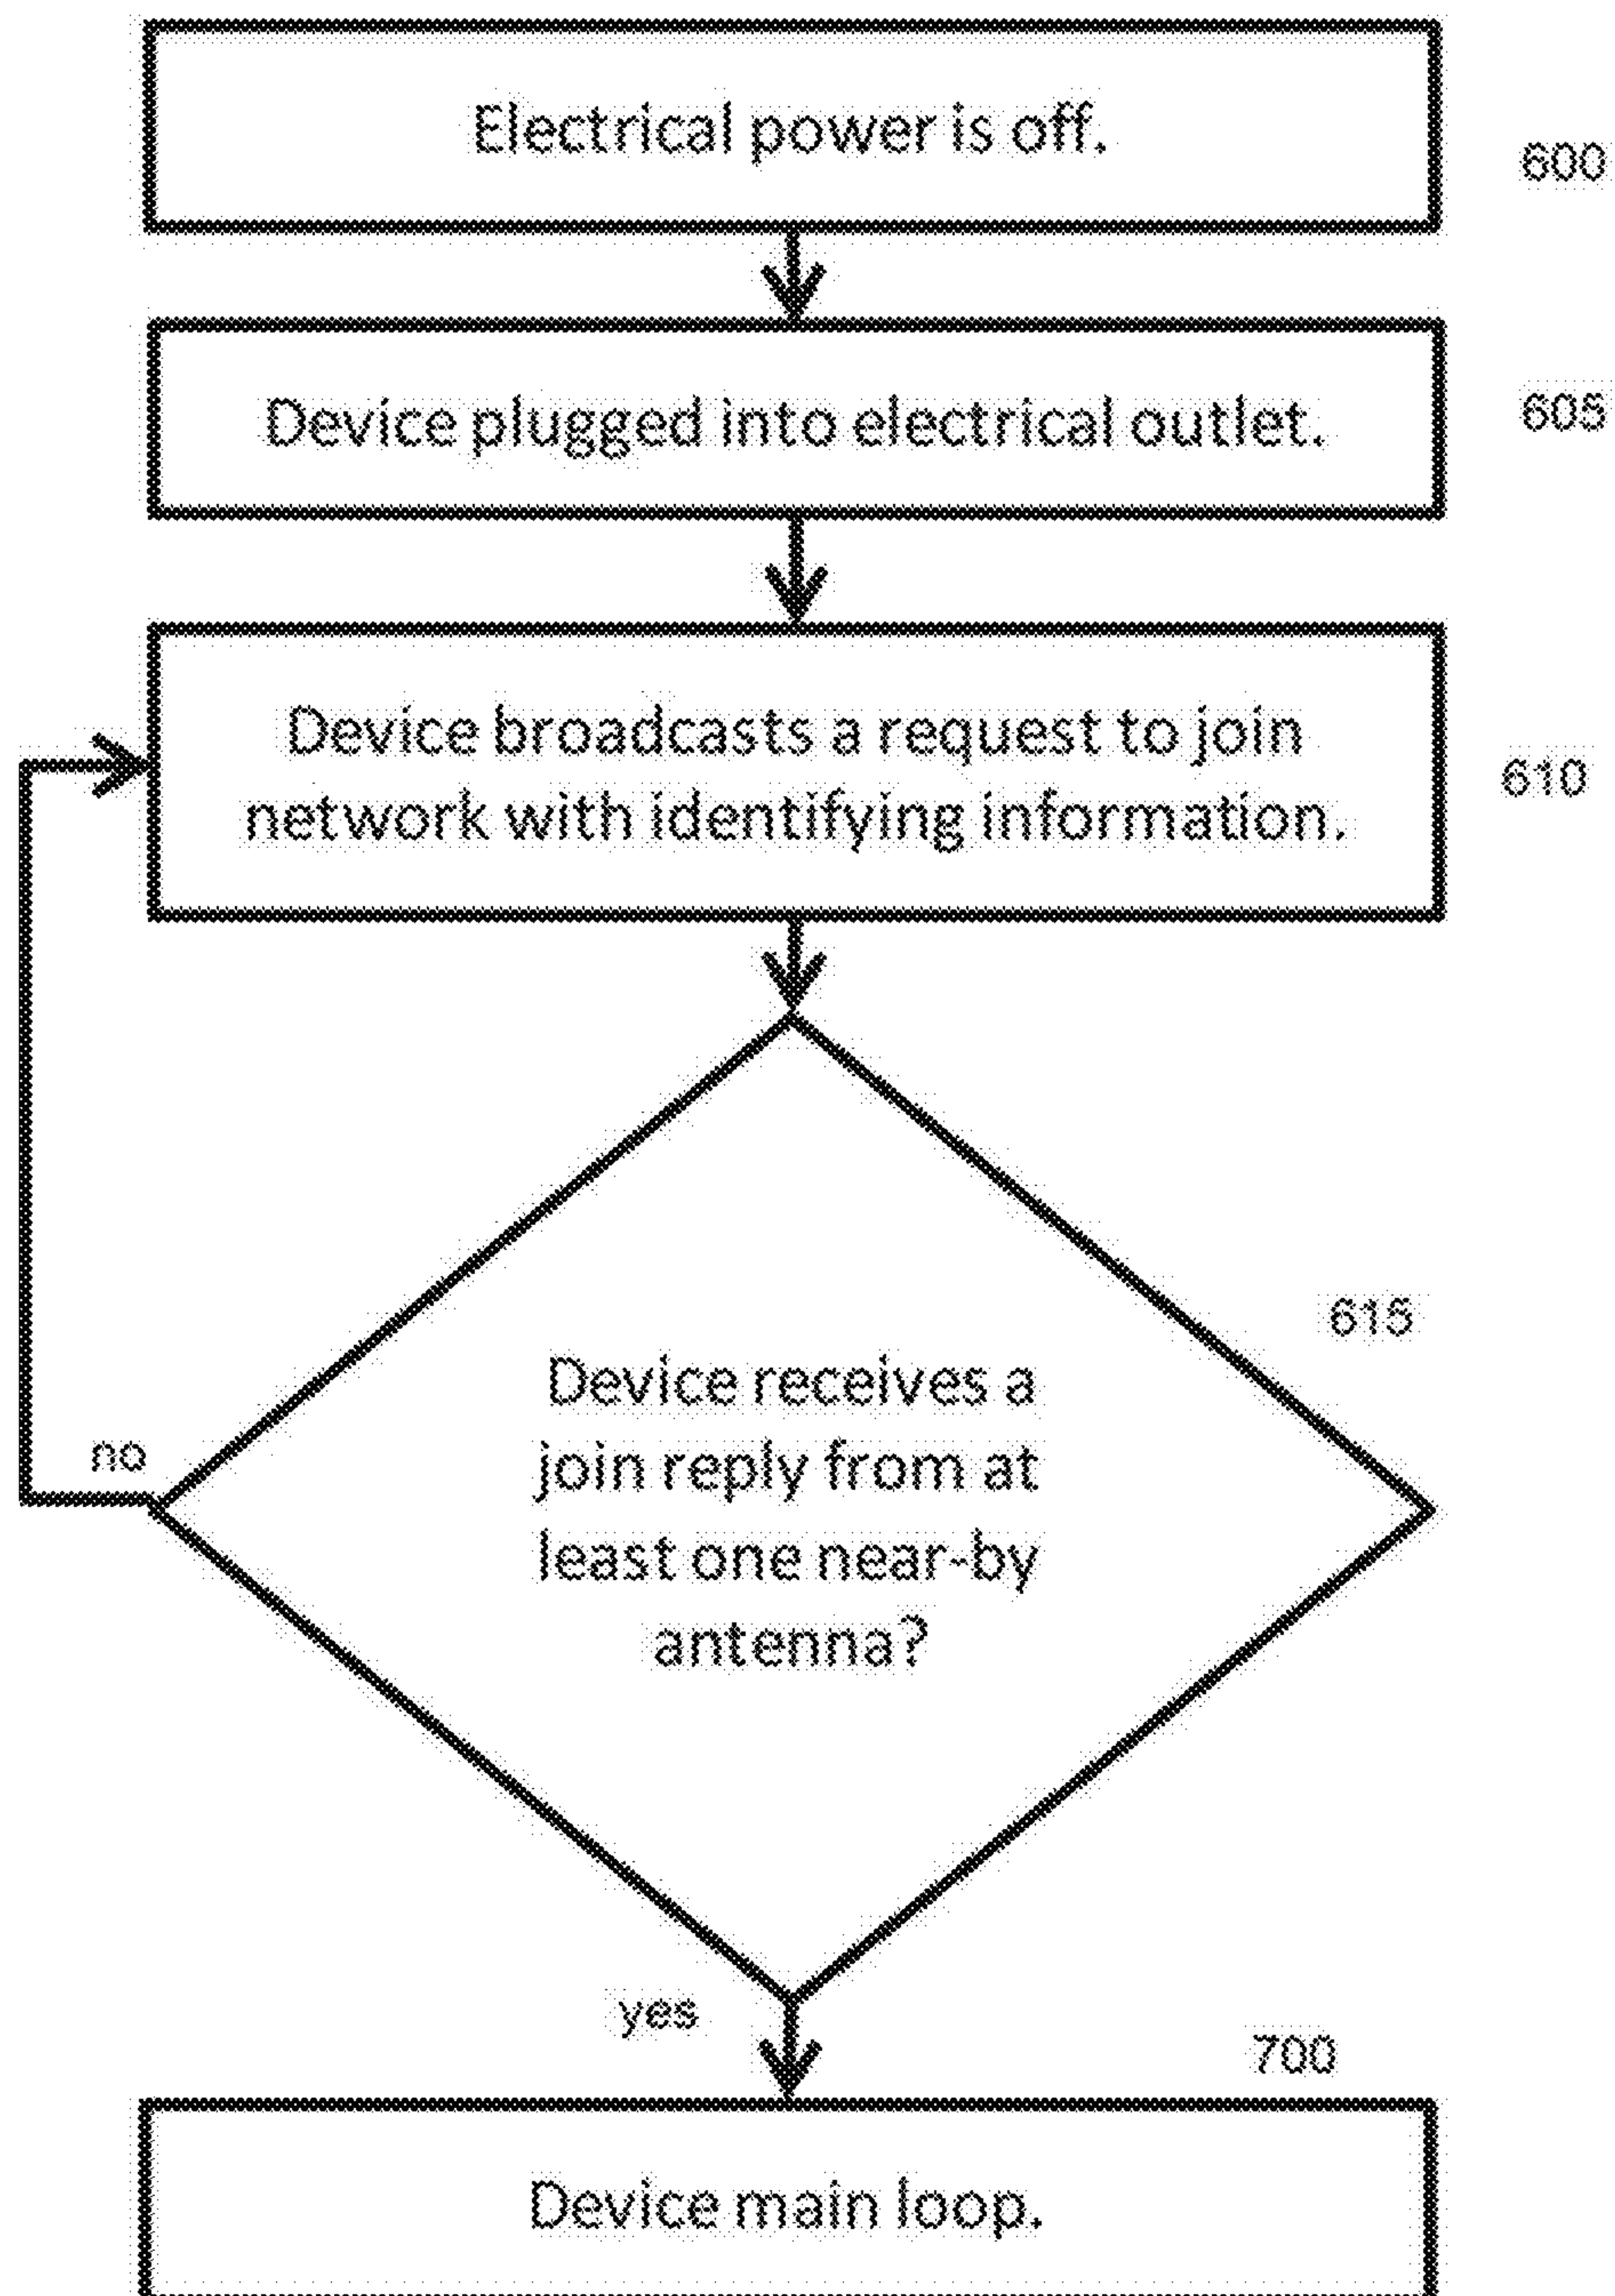 Electrical power is off.
600
Device plugged into electrical outlet.
605
Device broadcasts a request to join
network with identifying information.
610
615
Device receives a
join reply from at
least one near-by
antenna?
no
yes
700
Device main loop.